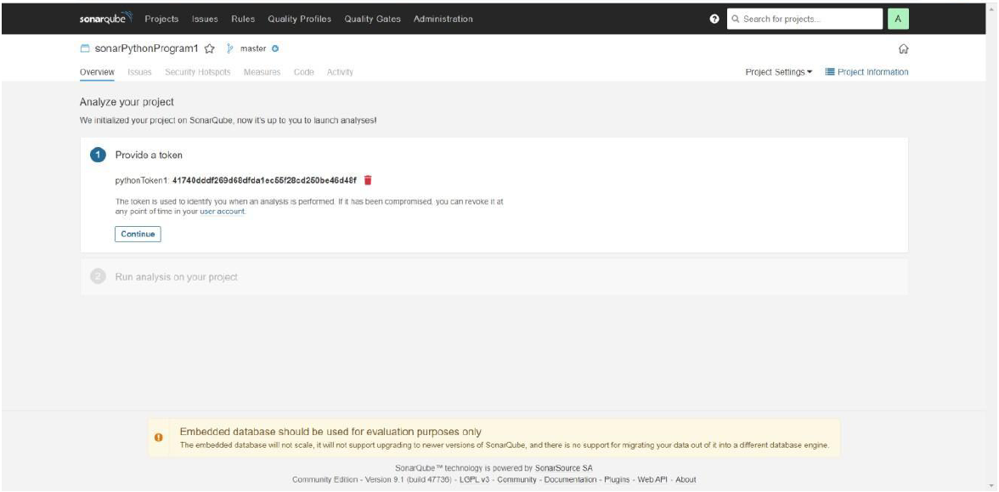 sonarqube Projects Issues Rules Quality Profiles Quality Gates Administration ? Search for projects... A
sonarPythonProgram1 master
Overview Issues Security Hotspots Measures Code Activity Project Settings Project Information
Analyze your project
We initialized your project on SonarQube, now it's up to you to launch analyses!
1 Provide a token
pythonToken1: 41740dddf269d68dfda1ec55f28cd250be46d48f
The token is used to identify you when an analysis is performed. If it has been compromised, you can revoke it at
any point of time in your user account.
Continue
2 Run analysis on your project
Embedded database should be used for evaluation purposes only
The embedded database will not scale, it will not support upgrading to newer versions of SonarQube, and there is no support for migrating your data out of it into a different database engine.
SonarQube™ technology is powered by SonarSource SA
Community Edition - Version 9.1 (build 47736) - LGPL v3 - Community - Documentation - Plugins - Web API - About